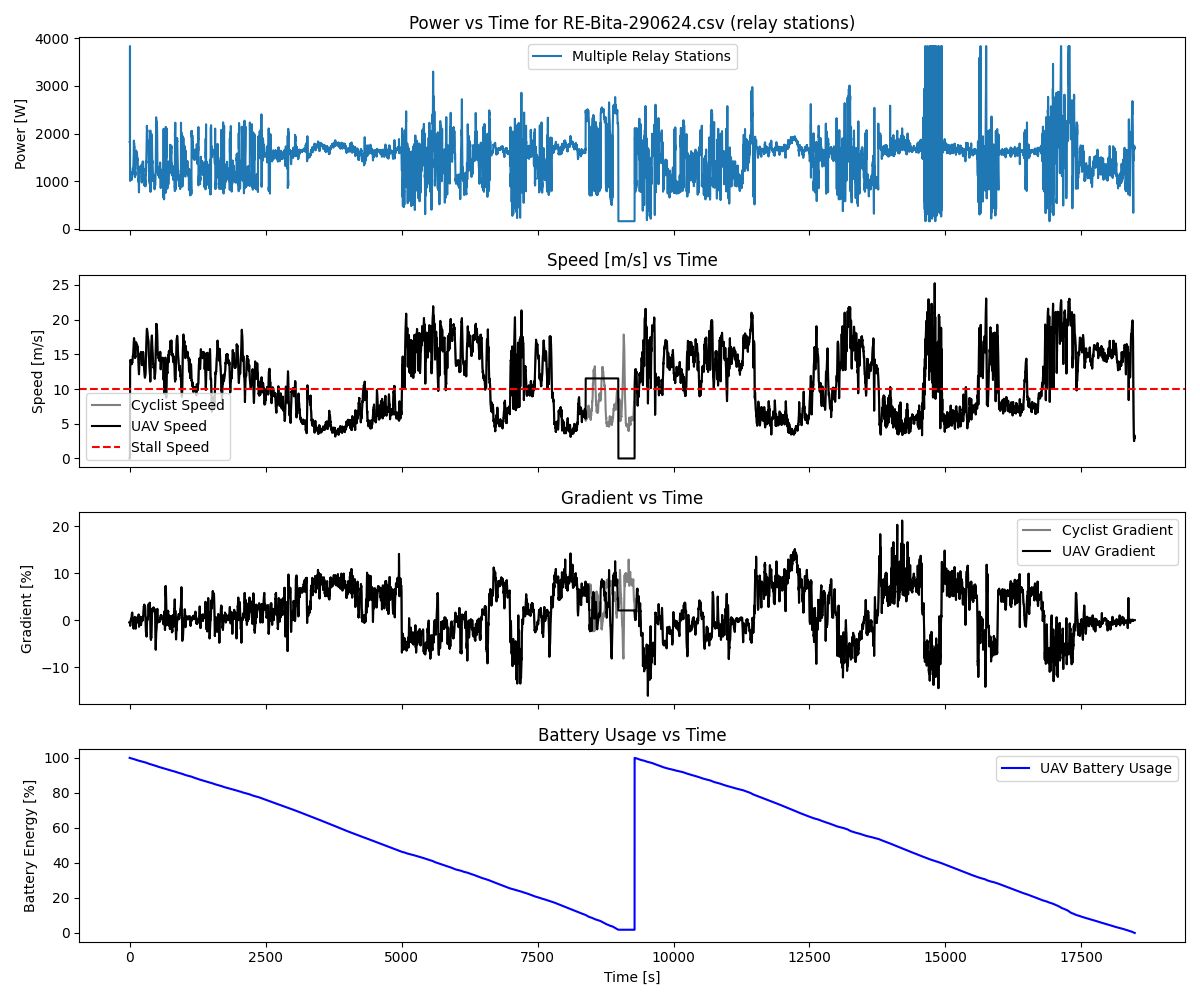 Power vs Time for RE-Bita-290624.csv (relay stations)
4000
3000
2000
1000
0
Power [W]
Multiple Relay Stations
Speed [m/s] vs Time
25
20
15
10
5
0
Speed [m/s]
Cyclist Speed
UAV Speed
Stall Speed
Gradient vs Time
20
10
0
−10
Gradient [%]
Cyclist Gradient
UAV Gradient
Battery Usage vs Time
100
80
60
40
20
0
Battery Energy [%]
UAV Battery Usage
0 2500 5000 7500 10000 12500 15000 17500
Time [s]